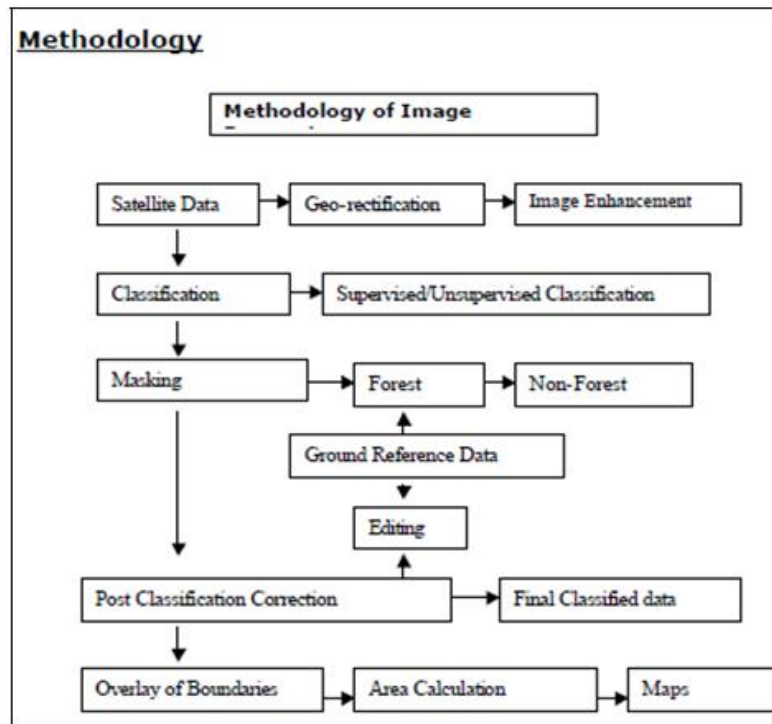 Methodology
Methodology of Image
Satellite Data
Geo-rectification
Image Enhancement
Classification
Supervised/Unsupervised Classification
Masking
Forest
Non-Forest
Ground Reference Data
Editing
Post Classification Correction
Final Classified data
Overlay of Boundaries
Area Calculation
Maps